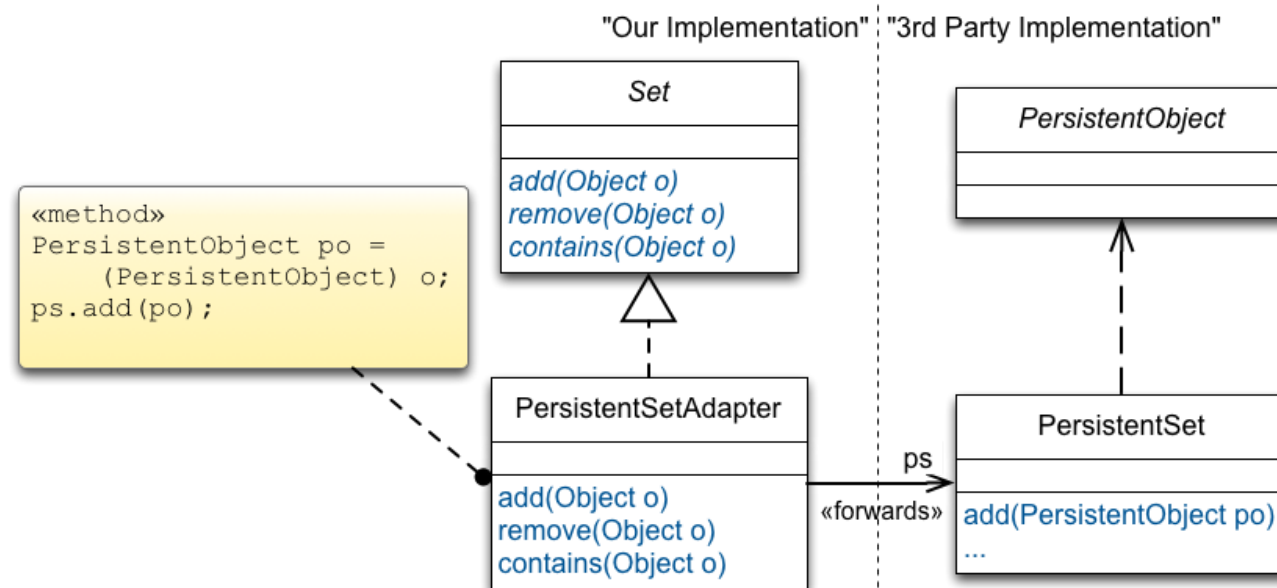 "Our Implementation"
"3rd Party Implementation"
Set
add(Object o)
remove(Object o)
contains(Object o)
PersistentObject
«method»
PersistentObject po =
(PersistentObject) o;
ps.add(po);
PersistentSetAdapter
add(Object o)
remove(Object o)
contains(Object o)
ps
«forwards»
PersistentSet
add(PersistentObject po)
...